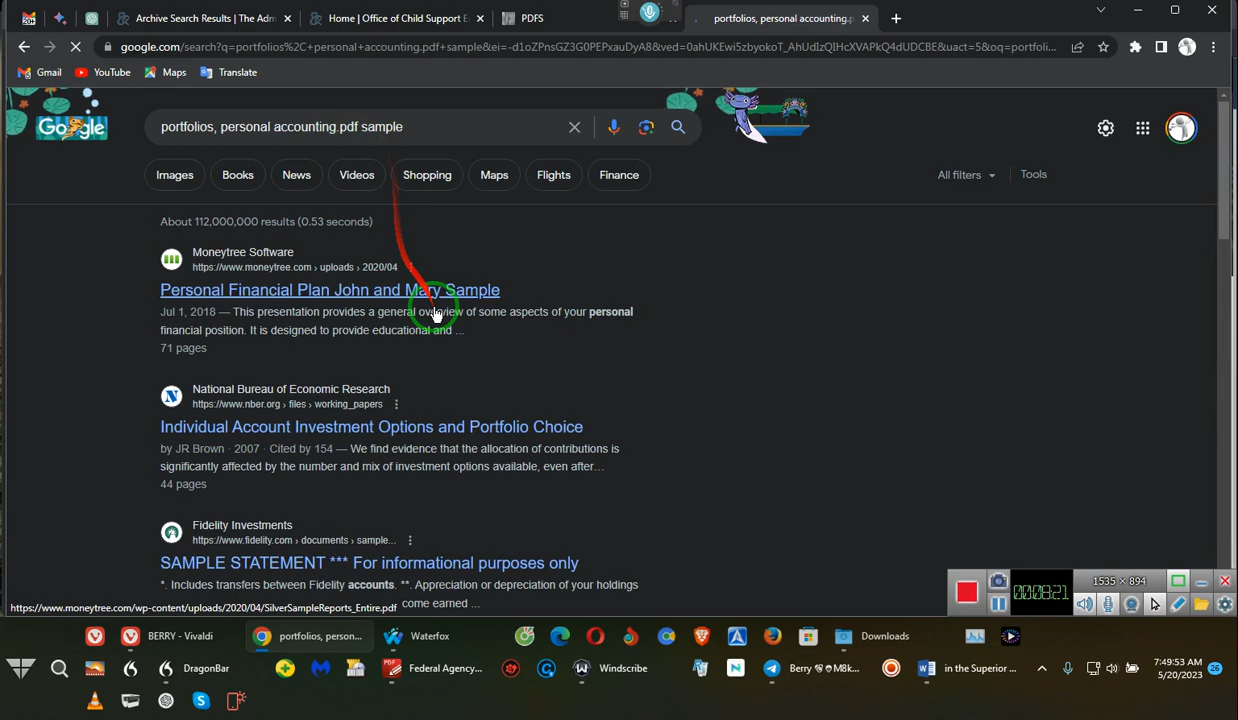 Archive Search Results | The Adm
Home | Office of Child Support E
PDFS
portfolios, personal accounting.p
google.com/search?q=portfolios%2C+personal+accounting.pdf+sample&ei=-d1oZPnsGZ3G0PEPxauDyA8&ved=0ahUKEwi5zbyokoT_AhUdIzQIHcXVAPkQ4dUDCBE&uact=5&oq=portfoli...
Gmail
YouTube
Maps
Translate
Google
portfolios, personal accounting.pdf sample
Images
Books
News
Videos
Shopping
Maps
Flights
Finance
All filters
Tools
About 112,000,000 results (0.53 seconds)
Moneytree Software
https://www.moneytree.com › uploads › 2020/04
Personal Financial Plan John and Mary Sample
Jul 1, 2018 — This presentation provides a general overview of some aspects of your personal
financial position. It is designed to provide educational and ...
71 pages
National Bureau of Economic Research
https://www.nber.org › files › working_papers
Individual Account Investment Options and Portfolio Choice
by JR Brown · 2007 · Cited by 154 — We find evidence that the allocation of contributions is
significantly affected by the number and mix of investment options available, even after...
44 pages
Fidelity Investments
https://www.fidelity.com › documents › sample...
SAMPLE STATEMENT *** For informational purposes only
*. Includes transfers between Fidelity accounts. **. Appreciation or depreciation of your holdings
come earned ...
https://www.moneytree.com/wp-content/uploads/2020/04/SilverSampleReports_Entire.pdf
1535 × 894
00:08:21
BERRY - Vivaldi
portfolios, person...
Waterfox
Downloads
DragonBar
Federal Agency...
Windscribe
Berry
M8k...
in the Superior ...
7:49:53 AM
5/20/2023
26